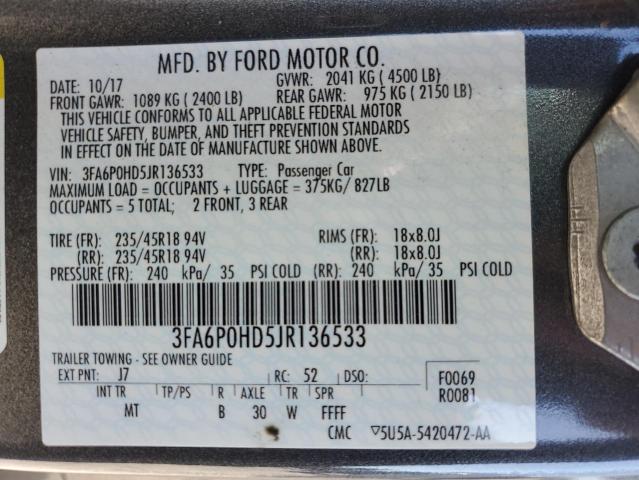 MFD. BY FORD MOTOR CO.
DATE: 10/17 GVWR: 2041 KG (4500 LB)
FRONT GAWR: 1089 KG (2400 LB) REAR GAWR: 975 KG (2150 LB)
THIS VEHICLE CONFORMS TO ALL APPLICABLE FEDERAL MOTOR
VEHICLE SAFETY, BUMPER, AND THEFT PREVENTION STANDARDS
IN EFFECT ON THE DATE OF MANUFACTURE SHOWN ABOVE.
VIN: 3FA6P0HD5JR136533 TYPE: Passenger Car
MAXIMUM LOAD = OCCUPANTS + LUGGAGE = 375KG/ 827LB
OCCUPANTS = 5 TOTAL; 2 FRONT, 3 REAR
TIRE (FR): 235/45R18 94V RIMS (FR): 18x8.0J
(RR): 235/45R18 94V (RR): 18x8.0J
PRESSURE (FR): 240 kPa/ 35 PSI COLD (RR): 240 kPa/ 35 PSI COLD
3FA6P0HD5JR136533
TRAILER TOWING - SEE OWNER GUIDE
EXT PNT: J7 RC: 52 DSO: F0069
INT TR TP/PS R AXLE TR SPR R0081
MT B 30 W FFFF
CMC ▽5U5A-5420472-AA